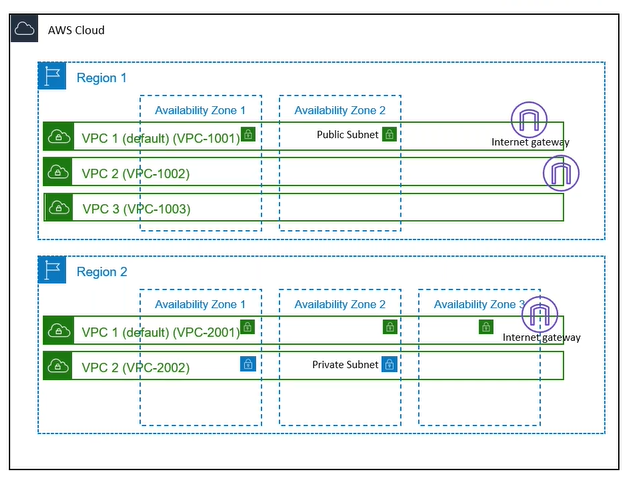 AWS Cloud
Region 1
Availability Zone 1
Availability Zone 2
VPC 1 (default) (VPC-1001)
Public Subnet
Internet gateway
VPC 2 (VPC-1002)
VPC 3 (VPC-1003)
Region 2
Availability Zone 1
Availability Zone 2
Availability Zone 3
VPC 1 (default) (VPC-2001)
Internet gateway
VPC 2 (VPC-2002)
Private Subnet